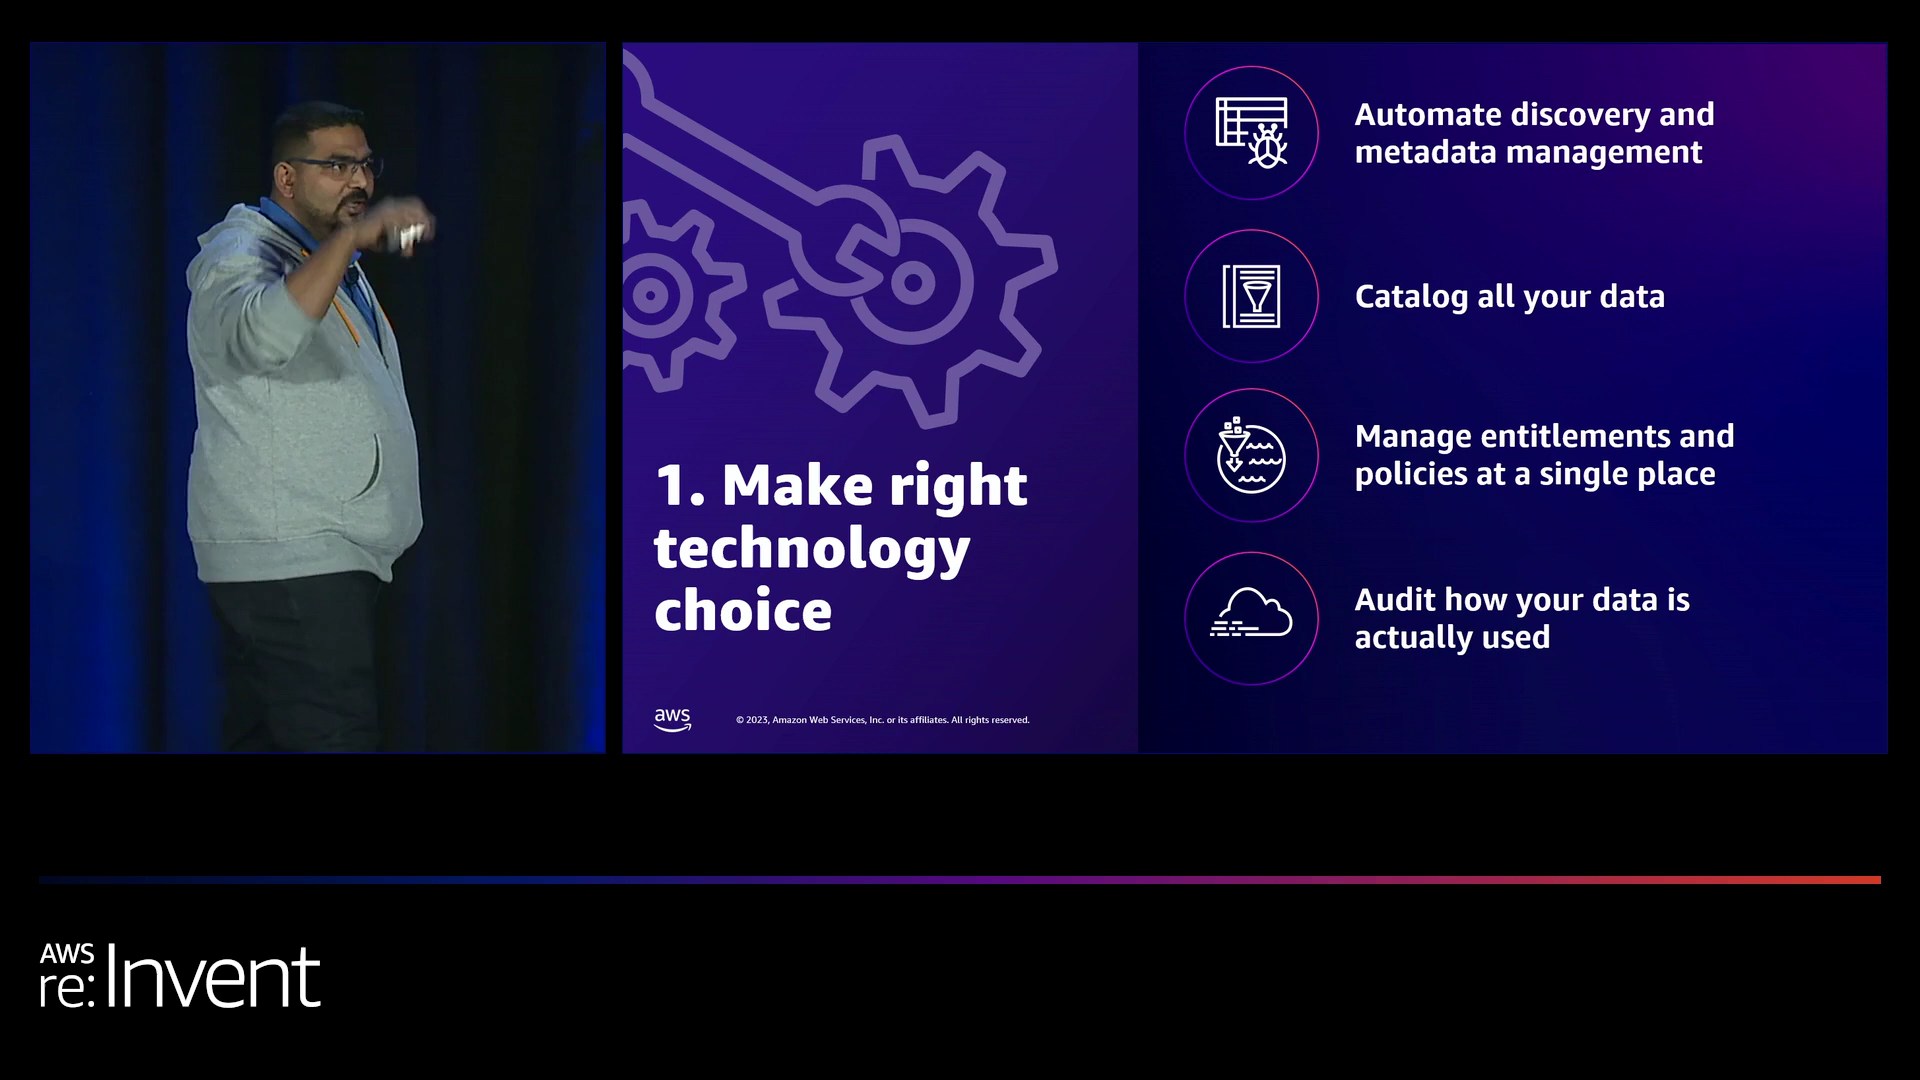 1. Make right
technology
choice
aws
© 2023, Amazon Web Services, Inc. or its affiliates. All rights reserved.
Automate discovery and
metadata management
Catalog all your data
Manage entitlements and
policies at a single place
Audit how your data is
actually used
AWS
re:Invent